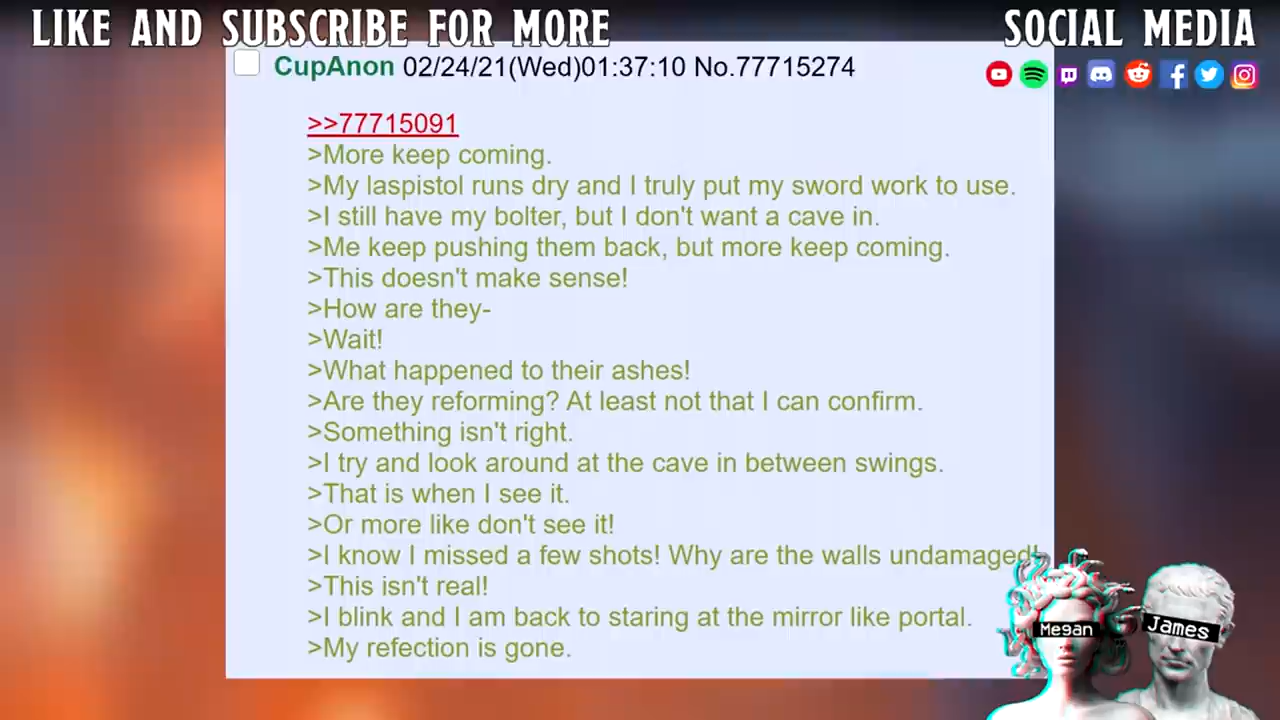 LIKE AND SUBSCRIBE FOR MORE
SOCIAL MEDIA
CupAnon 02/24/21(Wed)01:37:10 No.77715274
>>77715091
>More keep coming.
>My laspistol runs dry and I truly put my sword work to use.
>I still have my bolter, but I don't want a cave in.
>Me keep pushing them back, but more keep coming.
>This doesn't make sense!
>How are they-
>Wait!
>What happened to their ashes!
>Are they reforming? At least not that I can confirm.
>Something isn't right.
>I try and look around at the cave in between swings.
>That is when I see it.
>Or more like don't see it!
>I know I missed a few shots! Why are the walls undamaged!
>This isn't real!
>I blink and I am back to staring at the mirror like portal.
>My refection is gone.
Megan
James